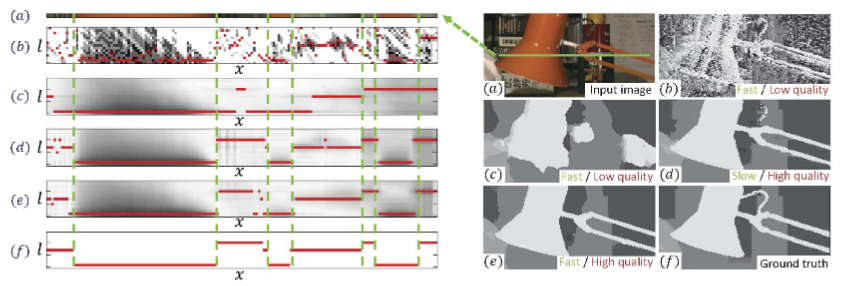 (a)
(b) l
x
(c) l
(d) l
x
(e) l
x
(f) l
x
(a) Input image
(b) Fast / Low quality
(c) Fast / Low quality
(d) Slow / High quality
(e) Fast / High quality
(f) Ground truth